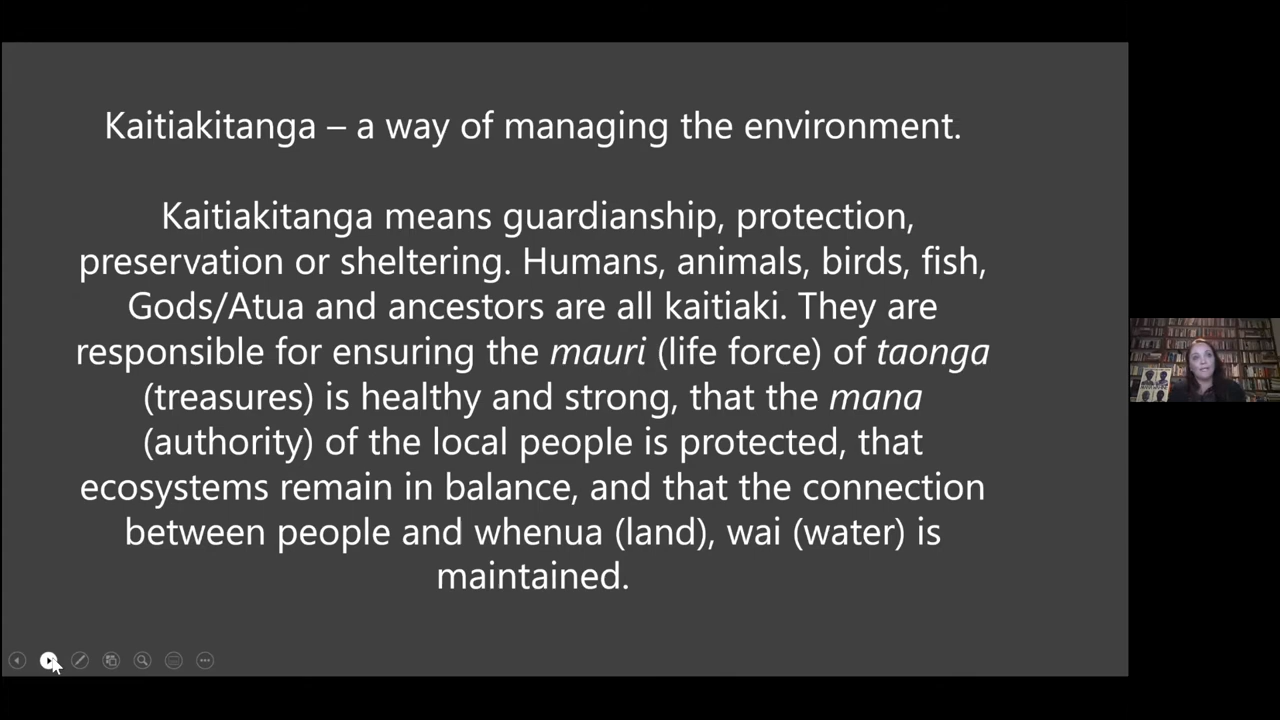 Kaitiakitanga – a way of managing the environment.
Kaitiakitanga means guardianship, protection,
preservation or sheltering. Humans, animals, birds, fish,
Gods/Atua and ancestors are all kaitiaki. They are
responsible for ensuring the mauri (life force) of taonga
(treasures) is healthy and strong, that the mana
(authority) of the local people is protected, that
ecosystems remain in balance, and that the connection
between people and whenua (land), wai (water) is
maintained.